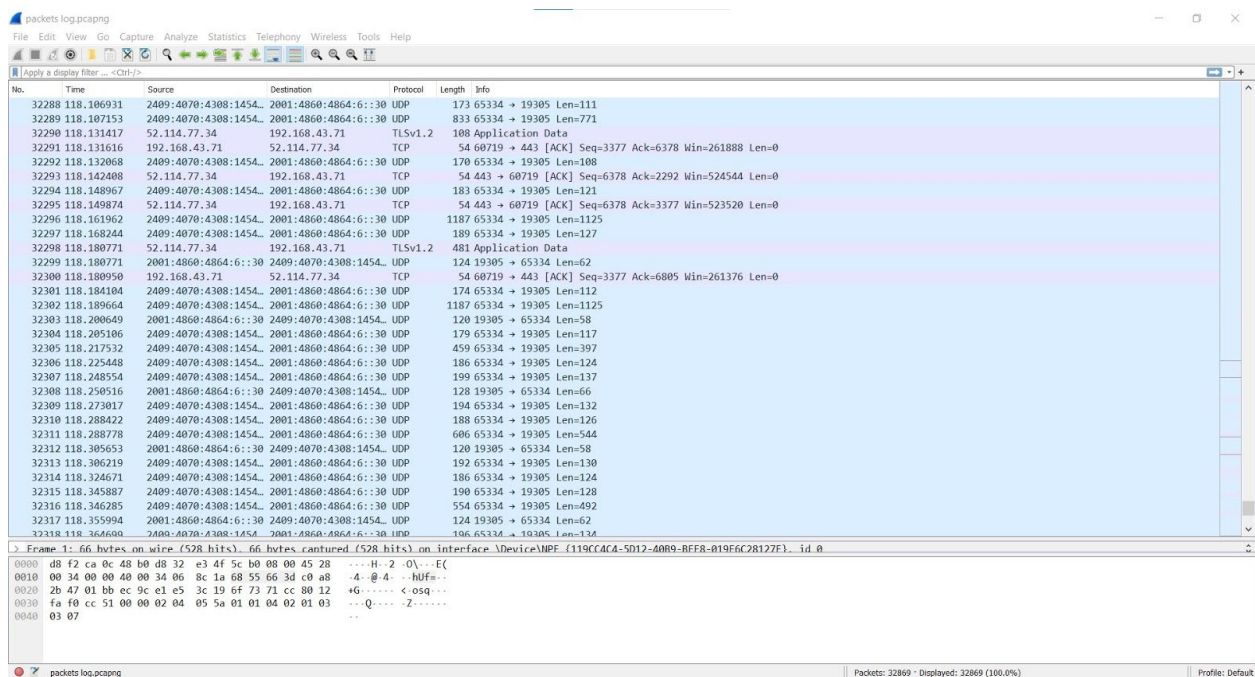 packets log.pcapng
File Edit View Go Capture Analyze Statistics Telephony Wireless Tools Help
Apply a display filter ... <Ctrl-/>
No. Time Source Destination Protocol Length Info
32288 118.106931 2409:4070:4308:1454… 2001:4860:4864:6::30 UDP 173 65334 → 19305 Len=111
32289 118.107153 2409:4070:4308:1454… 2001:4860:4864:6::30 UDP 833 65334 → 19305 Len=771
32290 118.131417 52.114.77.34 192.168.43.71 TLSv1.2 108 Application Data
32291 118.131616 192.168.43.71 52.114.77.34 TCP 54 60719 → 443 [ACK] Seq=3377 Ack=6378 Win=261888 Len=0
32292 118.132068 2409:4070:4308:1454… 2001:4860:4864:6::30 UDP 170 65334 → 19305 Len=108
32293 118.142408 52.114.77.34 192.168.43.71 TCP 54 443 → 60719 [ACK] Seq=6378 Ack=2292 Win=524544 Len=0
32294 118.148967 2409:4070:4308:1454… 2001:4860:4864:6::30 UDP 183 65334 → 19305 Len=121
32295 118.149874 52.114.77.34 192.168.43.71 TCP 54 443 → 60719 [ACK] Seq=6378 Ack=3377 Win=523520 Len=0
32296 118.161962 2409:4070:4308:1454… 2001:4860:4864:6::30 UDP 1187 65334 → 19305 Len=1125
32297 118.168244 2409:4070:4308:1454… 2001:4860:4864:6::30 UDP 189 65334 → 19305 Len=127
32298 118.180771 52.114.77.34 192.168.43.71 TLSv1.2 481 Application Data
32299 118.180771 2001:4860:4864:6::30 2409:4070:4308:1454… UDP 124 19305 → 65334 Len=62
32300 118.180950 192.168.43.71 52.114.77.34 TCP 54 60719 → 443 [ACK] Seq=3377 Ack=6805 Win=261376 Len=0
32301 118.184104 2409:4070:4308:1454… 2001:4860:4864:6::30 UDP 174 65334 → 19305 Len=112
32302 118.189664 2409:4070:4308:1454… 2001:4860:4864:6::30 UDP 1187 65334 → 19305 Len=1125
32303 118.200649 2001:4860:4864:6::30 2409:4070:4308:1454… UDP 120 19305 → 65334 Len=58
32304 118.205106 2409:4070:4308:1454… 2001:4860:4864:6::30 UDP 179 65334 → 19305 Len=117
32305 118.217532 2409:4070:4308:1454… 2001:4860:4864:6::30 UDP 459 65334 → 19305 Len=397
32306 118.225448 2409:4070:4308:1454… 2001:4860:4864:6::30 UDP 186 65334 → 19305 Len=124
32307 118.248554 2409:4070:4308:1454… 2001:4860:4864:6::30 UDP 199 65334 → 19305 Len=137
32308 118.250516 2001:4860:4864:6::30 2409:4070:4308:1454… UDP 128 19305 → 65334 Len=66
32309 118.273017 2409:4070:4308:1454… 2001:4860:4864:6::30 UDP 194 65334 → 19305 Len=132
32310 118.288422 2409:4070:4308:1454… 2001:4860:4864:6::30 UDP 188 65334 → 19305 Len=126
32311 118.288778 2409:4070:4308:1454… 2001:4860:4864:6::30 UDP 606 65334 → 19305 Len=544
32312 118.305653 2001:4860:4864:6::30 2409:4070:4308:1454… UDP 120 19305 → 65334 Len=58
32313 118.306219 2409:4070:4308:1454… 2001:4860:4864:6::30 UDP 192 65334 → 19305 Len=130
32314 118.324671 2409:4070:4308:1454… 2001:4860:4864:6::30 UDP 186 65334 → 19305 Len=124
32315 118.345887 2409:4070:4308:1454… 2001:4860:4864:6::30 UDP 190 65334 → 19305 Len=128
32316 118.346285 2409:4070:4308:1454… 2001:4860:4864:6::30 UDP 554 65334 → 19305 Len=492
32317 118.355994 2001:4860:4864:6::30 2409:4070:4308:1454… UDP 124 19305 → 65334 Len=62
32318 118.364699 2409:4070:4308:1454… 2001:4860:4864:6::30 UDP 196 65334 → 19305 Len=134
> Frame 1: 66 bytes on wire (528 bits), 66 bytes captured (528 bits) on interface \Device\NPF_{119CC4C4-5D12-40B9-BEF8-019F6C28127F}, id 0
0000 d8 f2 ca 0c 48 b0 d8 32 e3 4f 5c b0 08 00 45 28 ····H··2 ·O\···E(
0010 00 34 00 00 40 00 34 06 8c 1a 68 55 66 3d c0 a8 ·4··@·4· ··hUf=··
0020 2b 47 01 bb ec 9c e1 e5 3c 19 6f 73 71 cc 80 12 +G······ <·osq···
0030 fa f0 cc 51 00 00 02 04 05 5a 01 01 04 02 01 03 ···Q···· ·Z······
0040 03 07 ··
packets log.pcapng Packets: 32869 · Displayed: 32869 (100.0%) Profile: Default